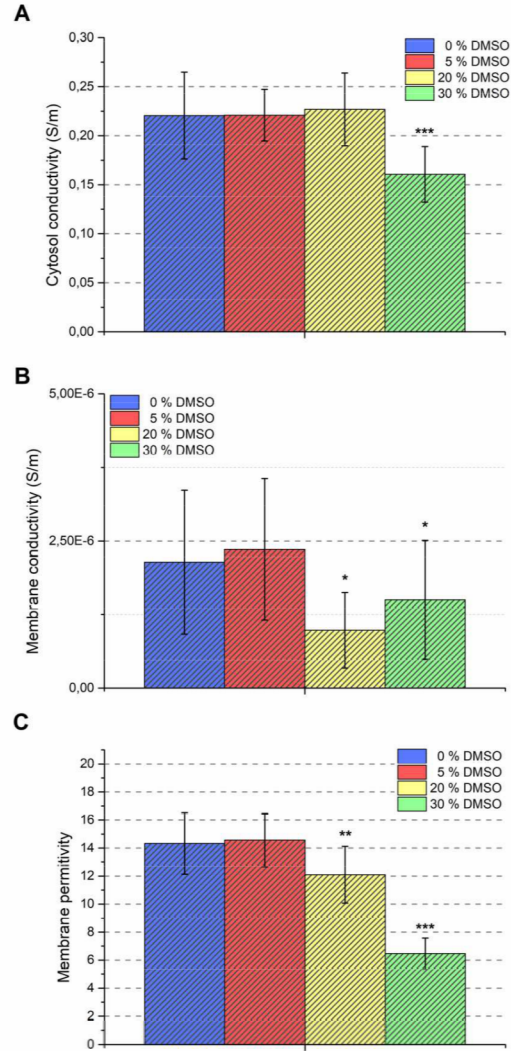 A
0,30
0,25
0,20
0,15
0,10
0,05
0,00
Cytosol conductivity (S/m)
0 % DMSO
5 % DMSO
20 % DMSO
30 % DMSO
***
B
5,00E-6
2,50E-6
0,00
Membrane conductivity (S/m)
0 % DMSO
5 % DMSO
20 % DMSO
30 % DMSO
*
*
C
20
18
16
14
12
10
8
6
4
2
0
Membrane permitivity
0 % DMSO
5 % DMSO
20 % DMSO
30 % DMSO
**
***